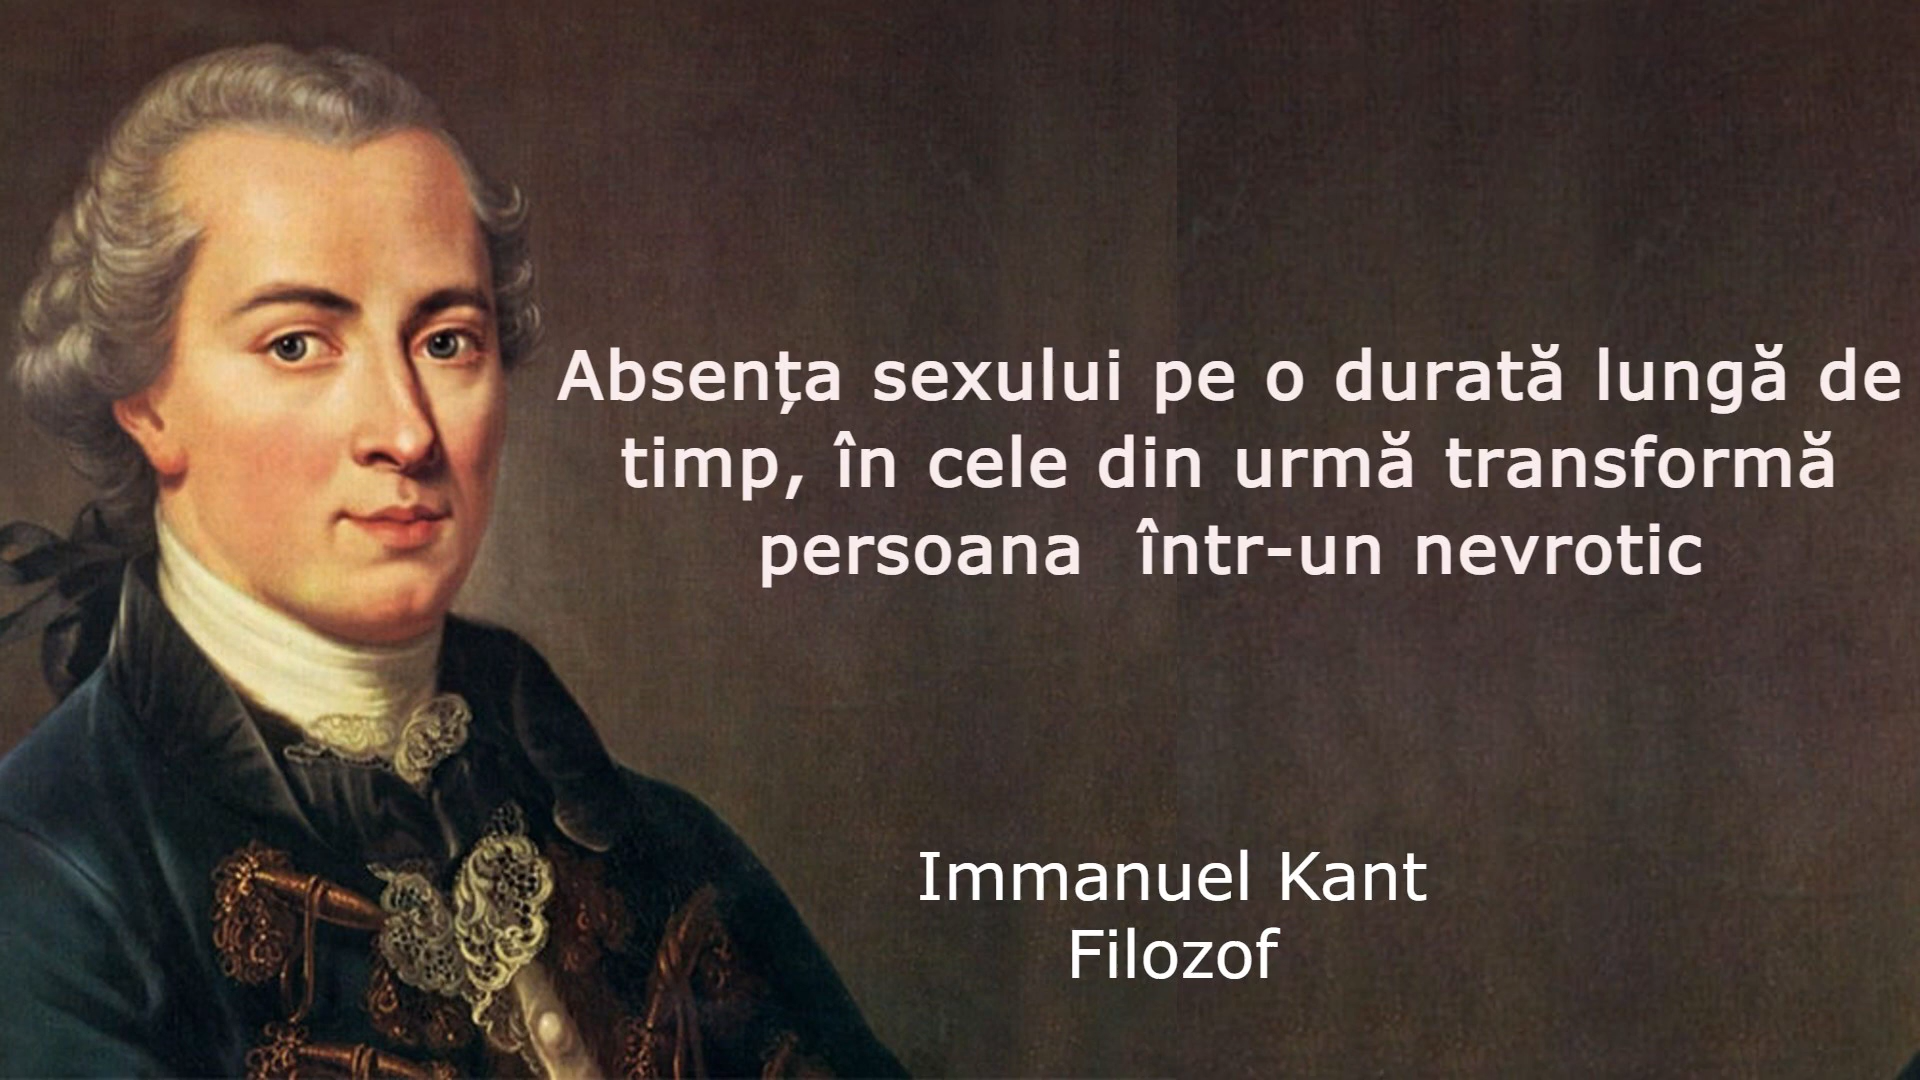 Absența sexului pe o durată lungă de
timp, în cele din urmă transformă
persoana  într-un nevrotic
Immanuel Kant
Filozof